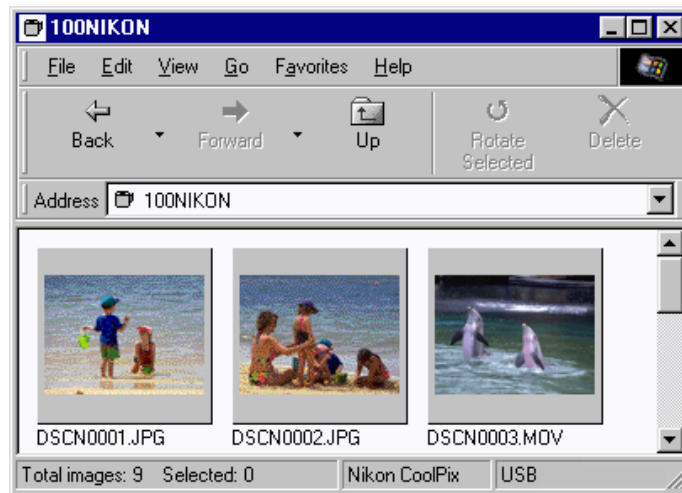 100NIKON
File Edit View Go Favorites Help
Back Forward Up Rotate Selected Delete
Address 100NIKON
DSCN0001.JPG DSCN0002.JPG DSCN0003.MOV
Total images: 9 Selected: 0 Nikon CoolPix USB